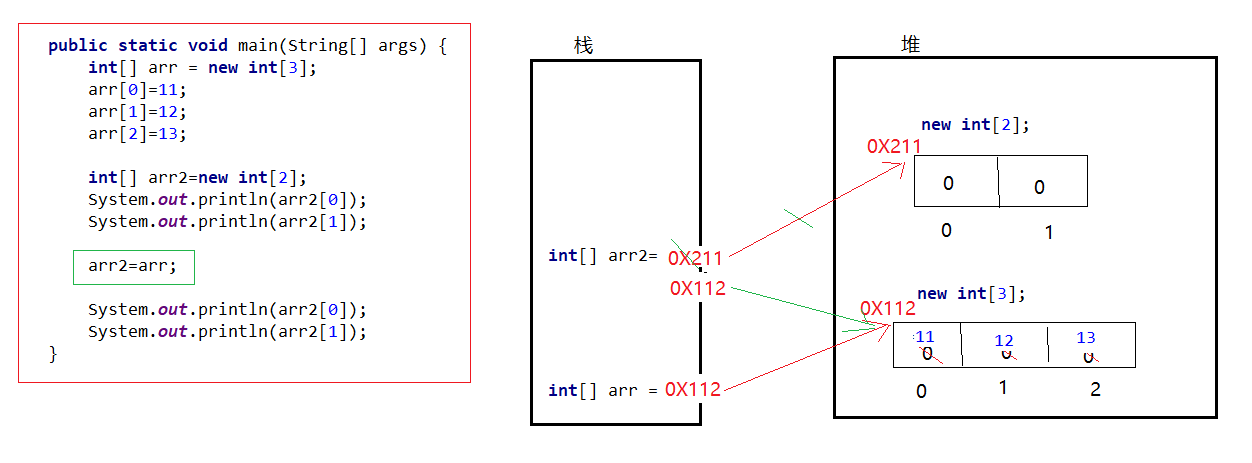 public static void main(String[] args) {
int[] arr = new int[3];
arr[0]=11;
arr[1]=12;
arr[2]=13;
int[] arr2=new int[2];
System.out.println(arr2[0]);
System.out.println(arr2[1]);
arr2=arr;
System.out.println(arr2[0]);
System.out.println(arr2[1]);
}
栈
int[] arr2= 0X211
0X112
int[] arr = 0X112
堆
new int[2];
0X211
0 0
0 1
new int[3];
0X112
11 12 13
0 0 0
0 1 2